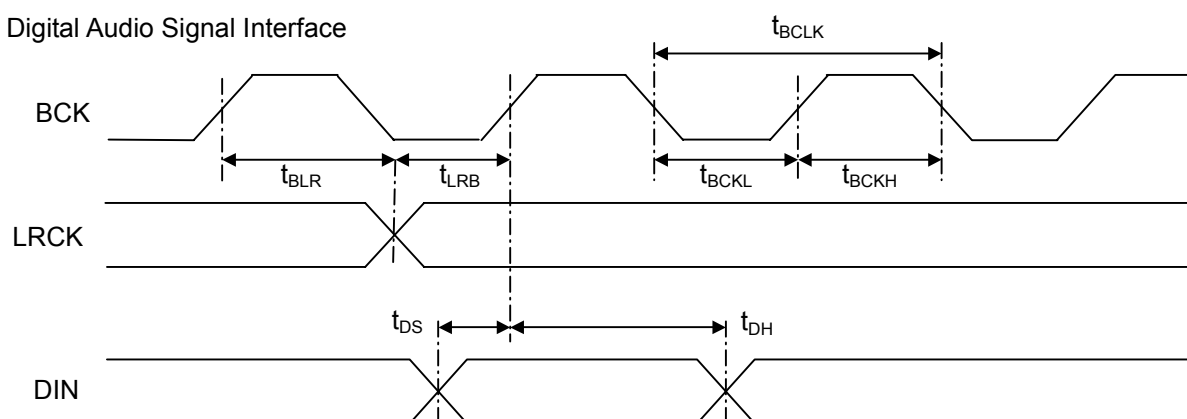 Digital Audio Signal Interface
tBCLK
BCK
tBLR tLRB tBCKL tBCKH
LRCK
tDS tDH
DIN